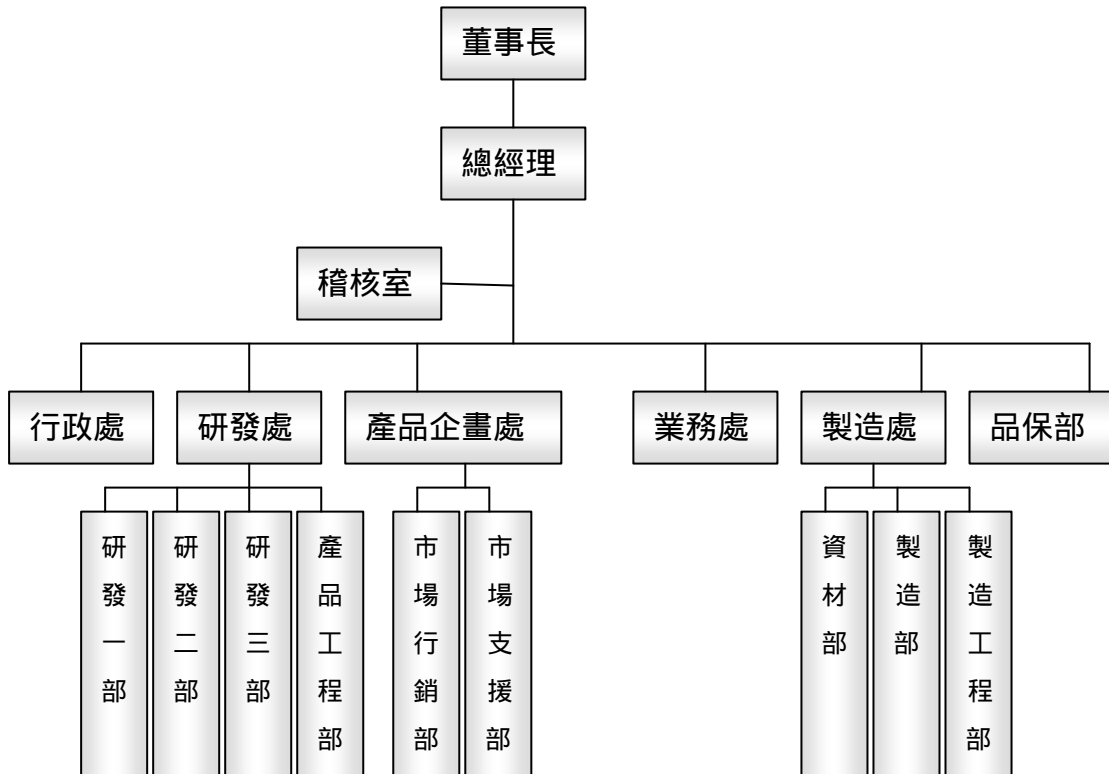 董事長
總經理
稽核室
行政處
研發處
產品企畫處
業務處
製造處
品保部
研發一部
研發二部
研發三部
產品工程部
市場行銷部
市場支援部
資材部
製造部
製造工程部